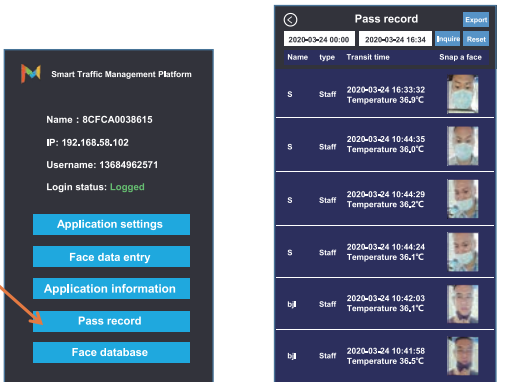 Smart Traffic Management Platform
Name : 8CFCA0038615
IP: 192.168.58.102
Username: 13684962571
Login status: Logged
Application settings
Face data entry
Application information
Pass record
Face database
Pass record
Export
2020-03-24 00:00
2020-03-24 16:34
Inquire
Reset
Name type Transit time Snap a face
S Staff 2020-03-24 16:33:32
Temperature 36.9℃
S Staff 2020-03-24 10:44:35
Temperature 36.0℃
S Staff 2020-03-24 10:44:29
Temperature 36.2℃
S Staff 2020-03-24 10:44:24
Temperature 36.1℃
bjl Staff 2020-03-24 10:42:03
Temperature 36.1℃
bjl Staff 2020-03-24 10:41:58
Temperature 36.5℃